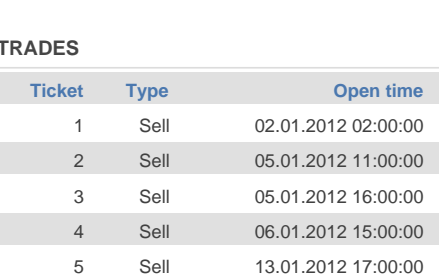 TRADES
Ticket Type Open time
1 Sell 02.01.2012 02:00:00
2 Sell 05.01.2012 11:00:00
3 Sell 05.01.2012 16:00:00
4 Sell 06.01.2012 15:00:00
5 Sell 13.01.2012 17:00:00